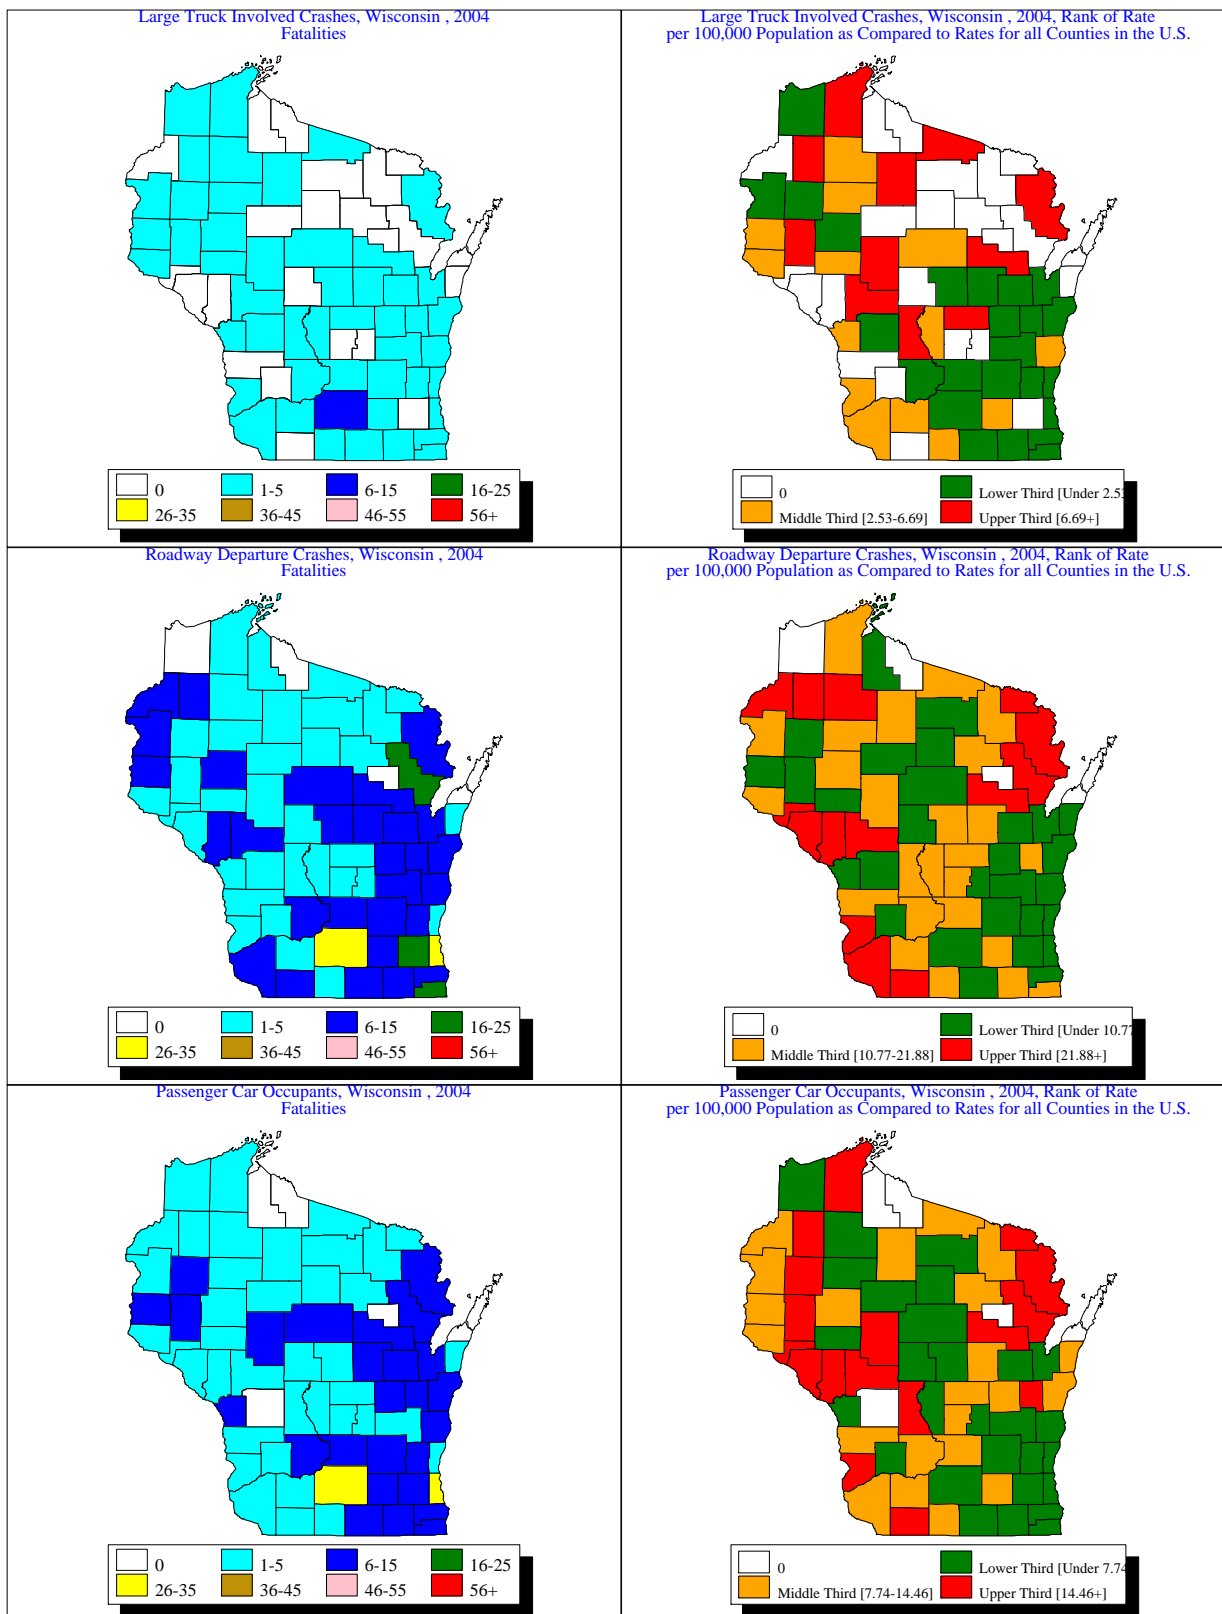 Large Truck Involved Crashes, Wisconsin , 2004
Fatalities
0
1-5
6-15
16-25
26-35
36-45
46-55
56+
Large Truck Involved Crashes, Wisconsin , 2004, Rank of Rate
per 100,000 Population as Compared to Rates for all Counties in the U.S.
0
Lower Third [Under 2.53
Middle Third [2.53-6.69]
Upper Third [6.69+]
Roadway Departure Crashes, Wisconsin , 2004
Fatalities
0
1-5
6-15
16-25
26-35
36-45
46-55
56+
Roadway Departure Crashes, Wisconsin , 2004, Rank of Rate
per 100,000 Population as Compared to Rates for all Counties in the U.S.
0
Lower Third [Under 10.77
Middle Third [10.77-21.88]
Upper Third [21.88+]
Passenger Car Occupants, Wisconsin , 2004
Fatalities
0
1-5
6-15
16-25
26-35
36-45
46-55
56+
Passenger Car Occupants, Wisconsin , 2004, Rank of Rate
per 100,000 Population as Compared to Rates for all Counties in the U.S.
0
Lower Third [Under 7.74
Middle Third [7.74-14.46]
Upper Third [14.46+]